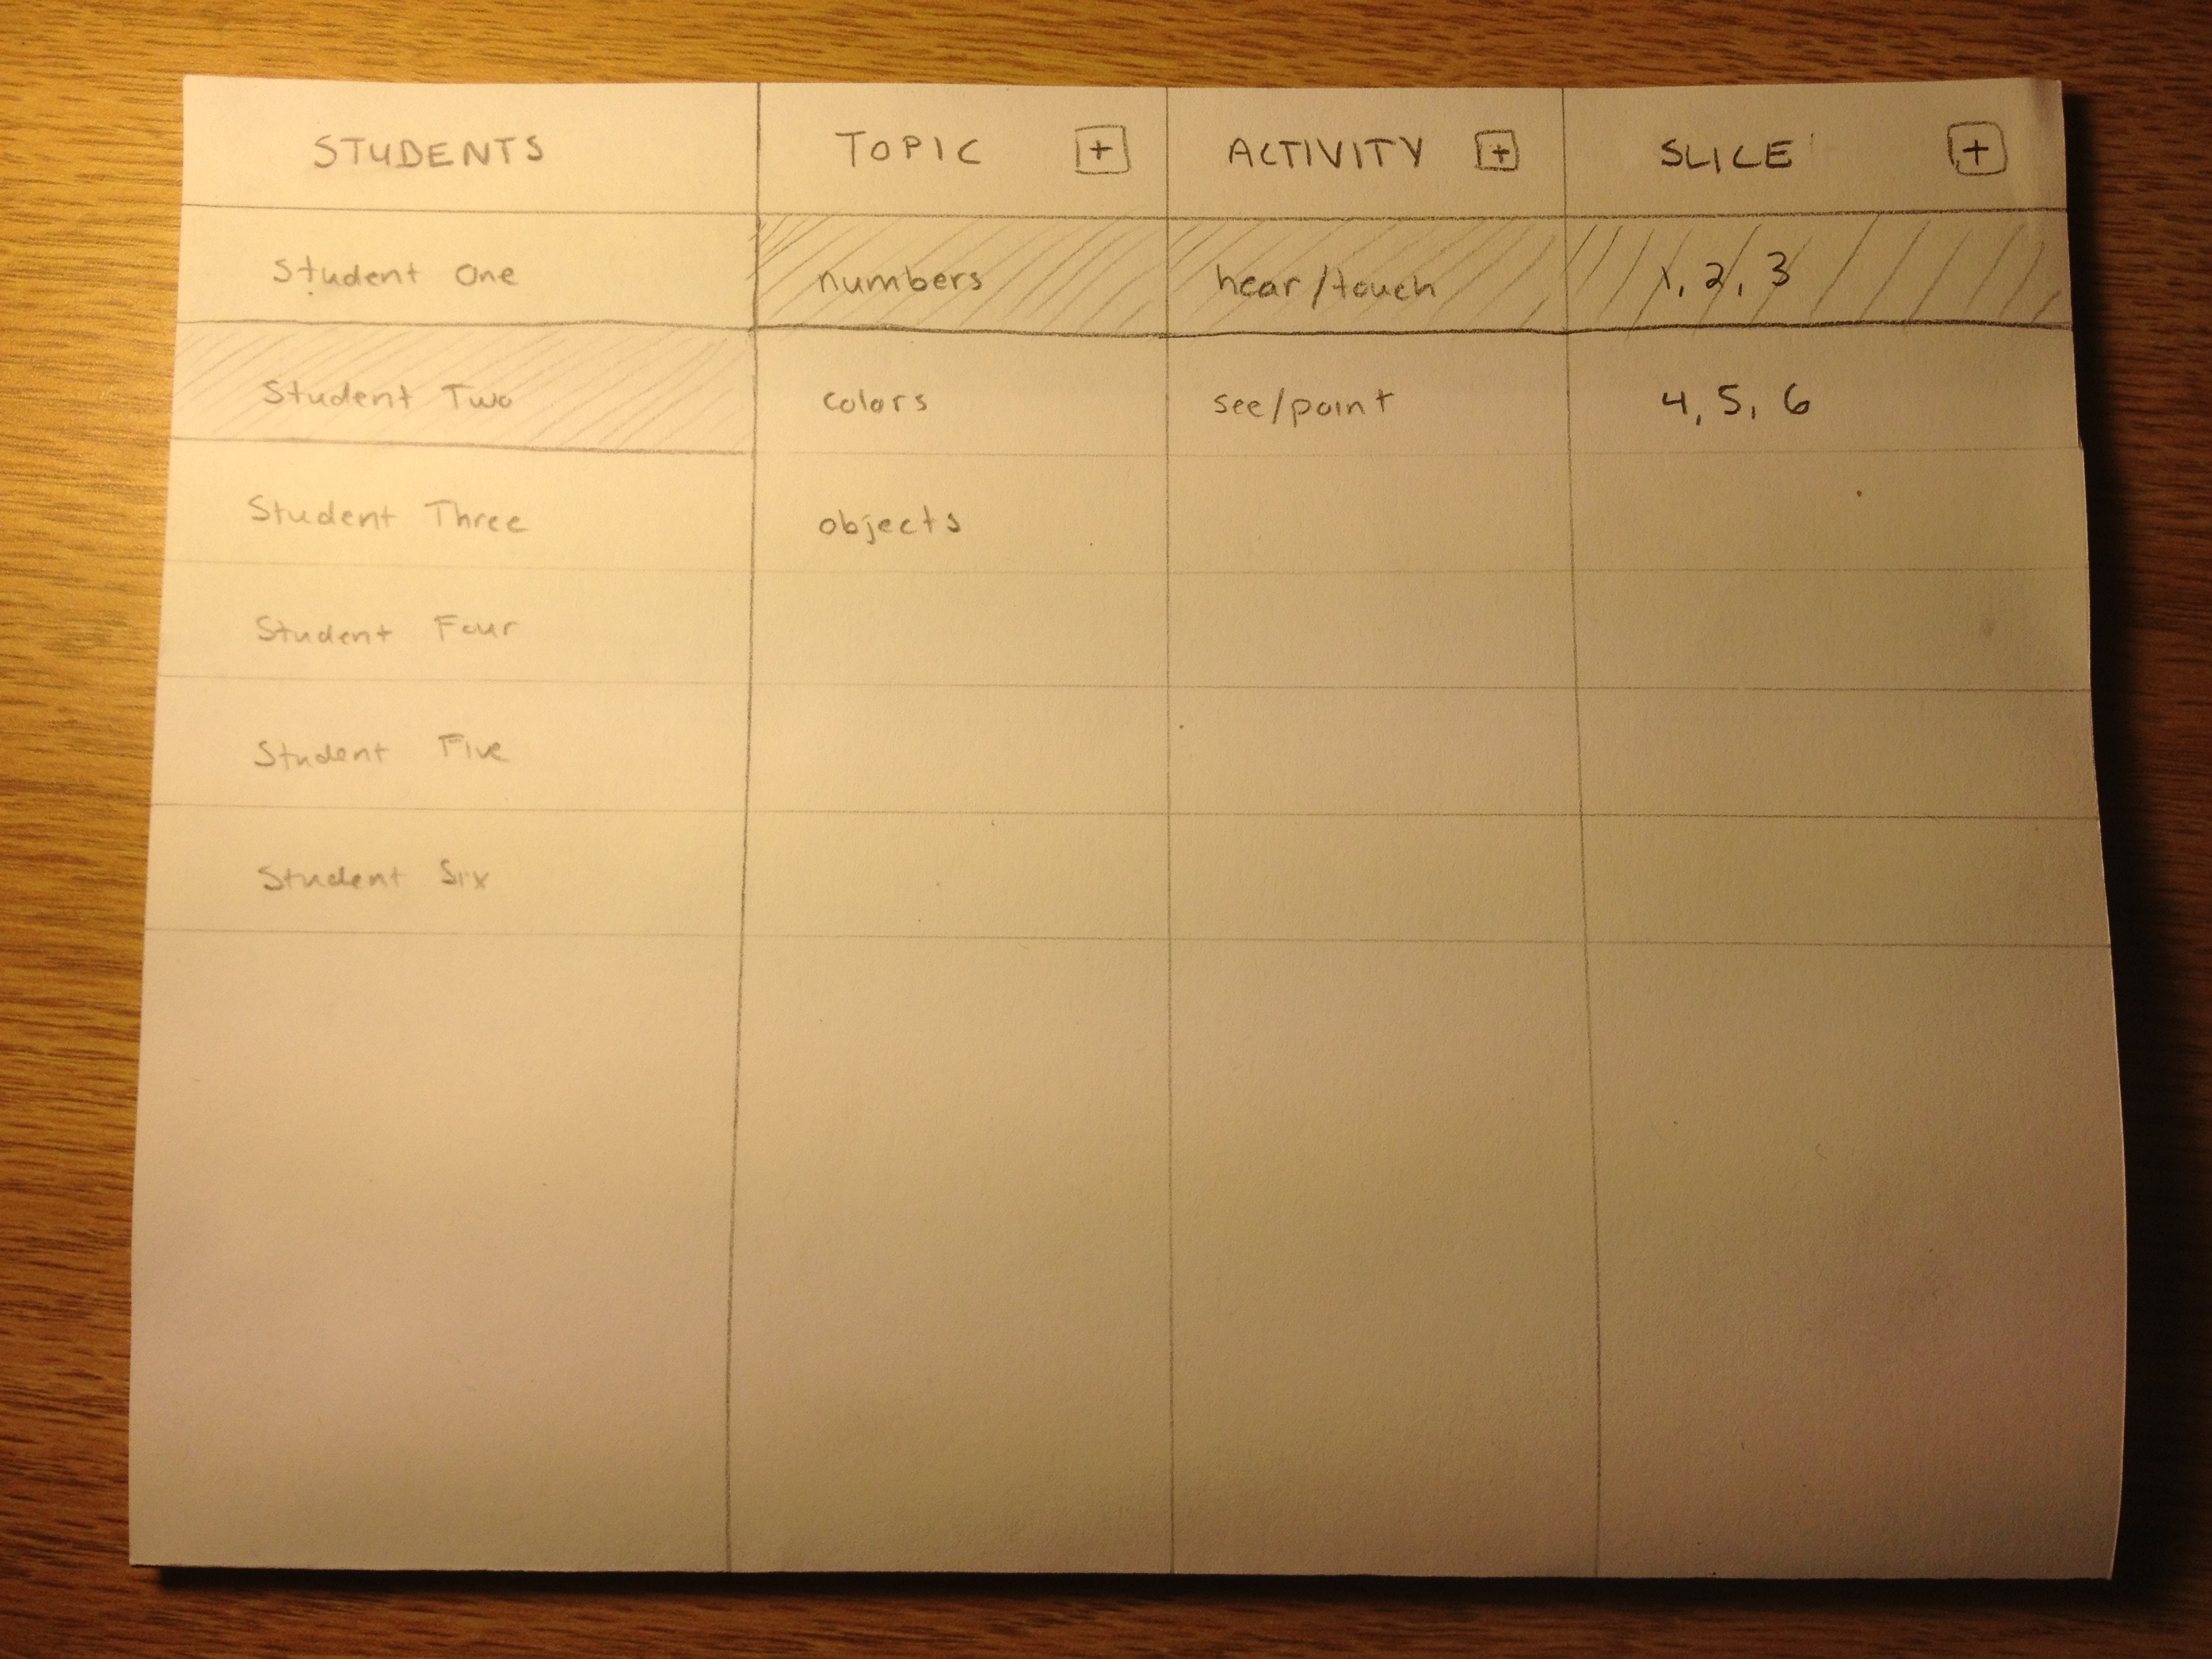 STUDENTS TOPIC + ACTIVITY + SLICE +
Student One numbers hear/touch 1, 2, 3
Student Two colors see/point 4, 5, 6
Student Three objects
Student Four
Student Five
Student Six